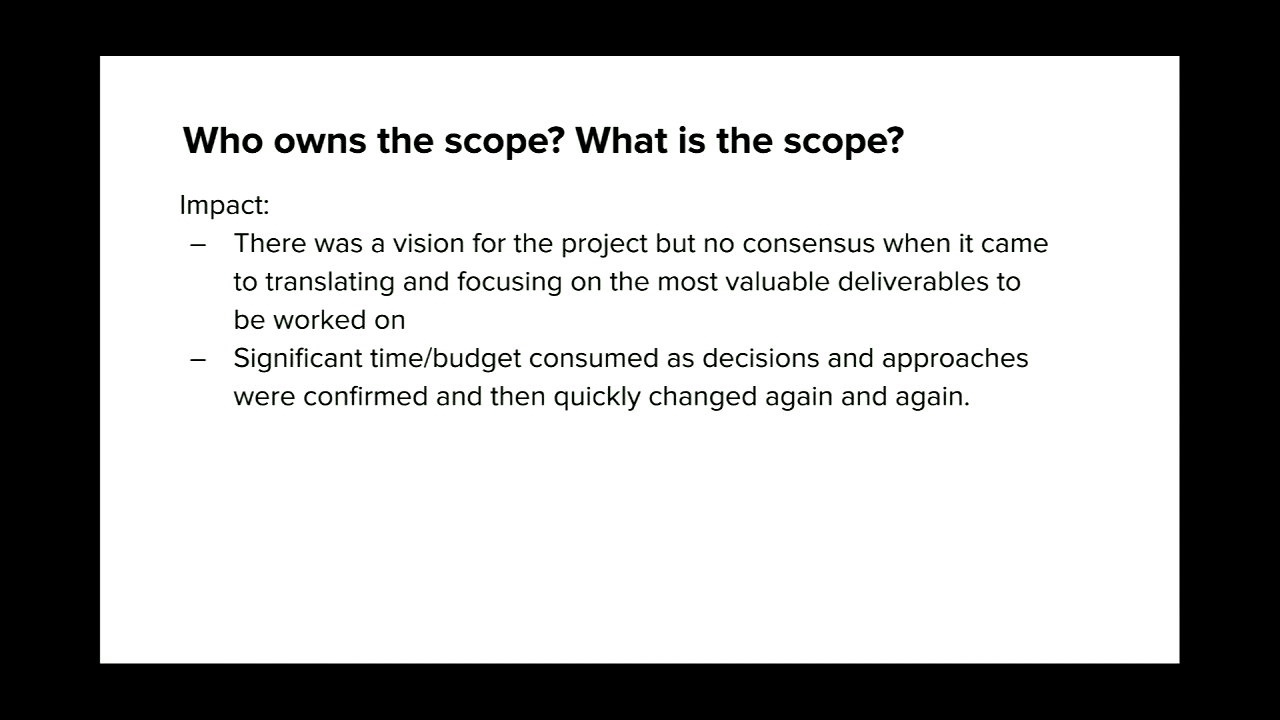 Who owns the scope? What is the scope?
Impact:
– There was a vision for the project but no consensus when it came
to translating and focusing on the most valuable deliverables to
be worked on
– Significant time/budget consumed as decisions and approaches
were confirmed and then quickly changed again and again.